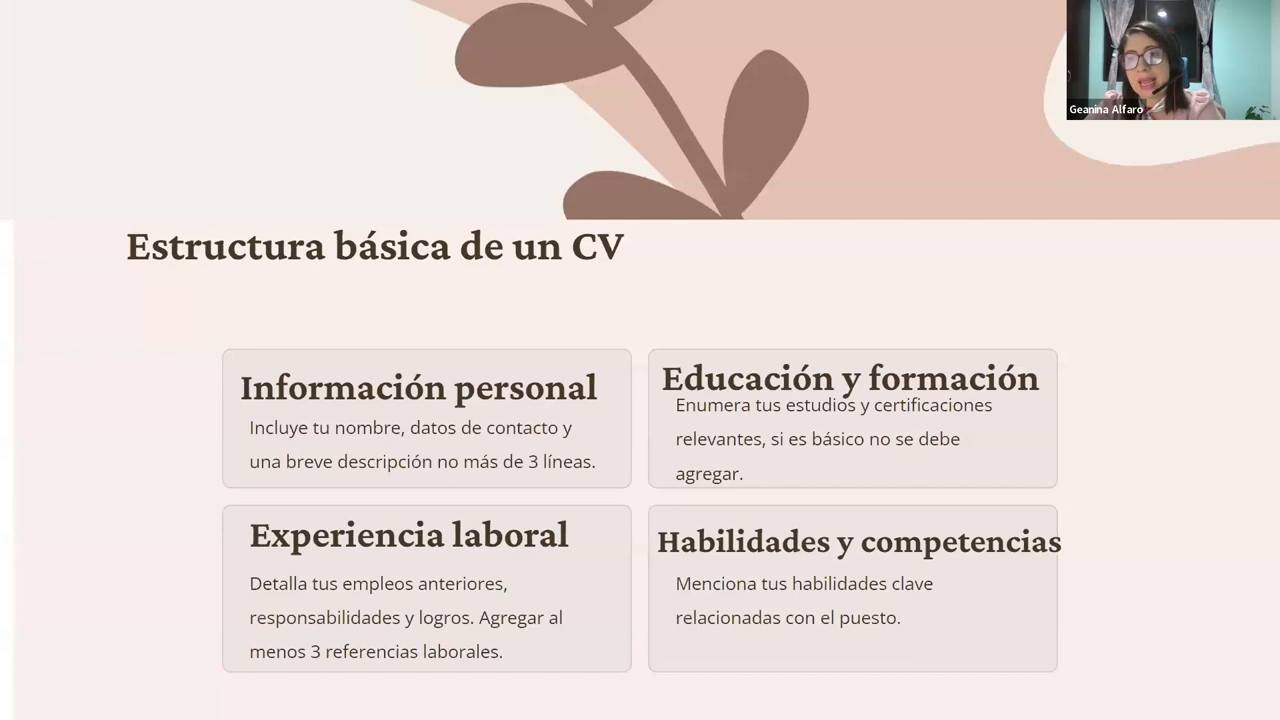 Geanina Alfaro
Estructura básica de un CV
Información personal
Incluye tu nombre, datos de contacto y
una breve descripción no más de 3 líneas.
Educación y formación
Enumera tus estudios y certificaciones
relevantes, si es básico no se debe
agregar.
Experiencia laboral
Detalla tus empleos anteriores,
responsabilidades y logros. Agregar al
menos 3 referencias laborales.
Habilidades y competencias
Menciona tus habilidades clave
relacionadas con el puesto.